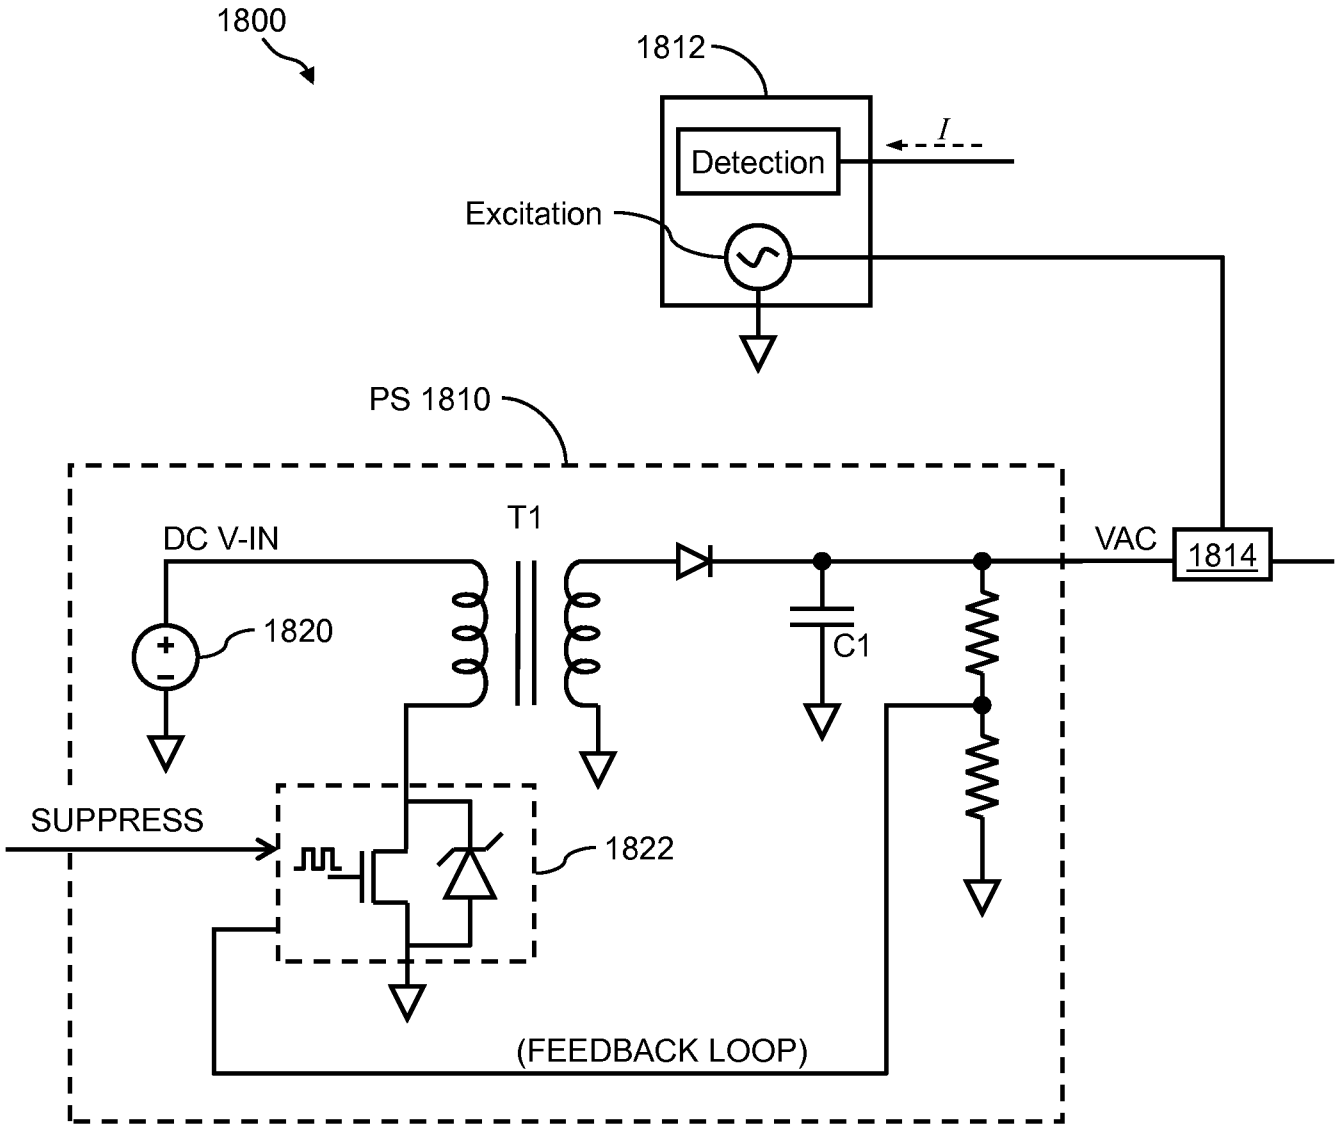 1800
1812
I
Detection
Excitation
PS 1810
T1
DC V-IN
VAC
1814
1820
C1
SUPPRESS
1822
(FEEDBACK LOOP)